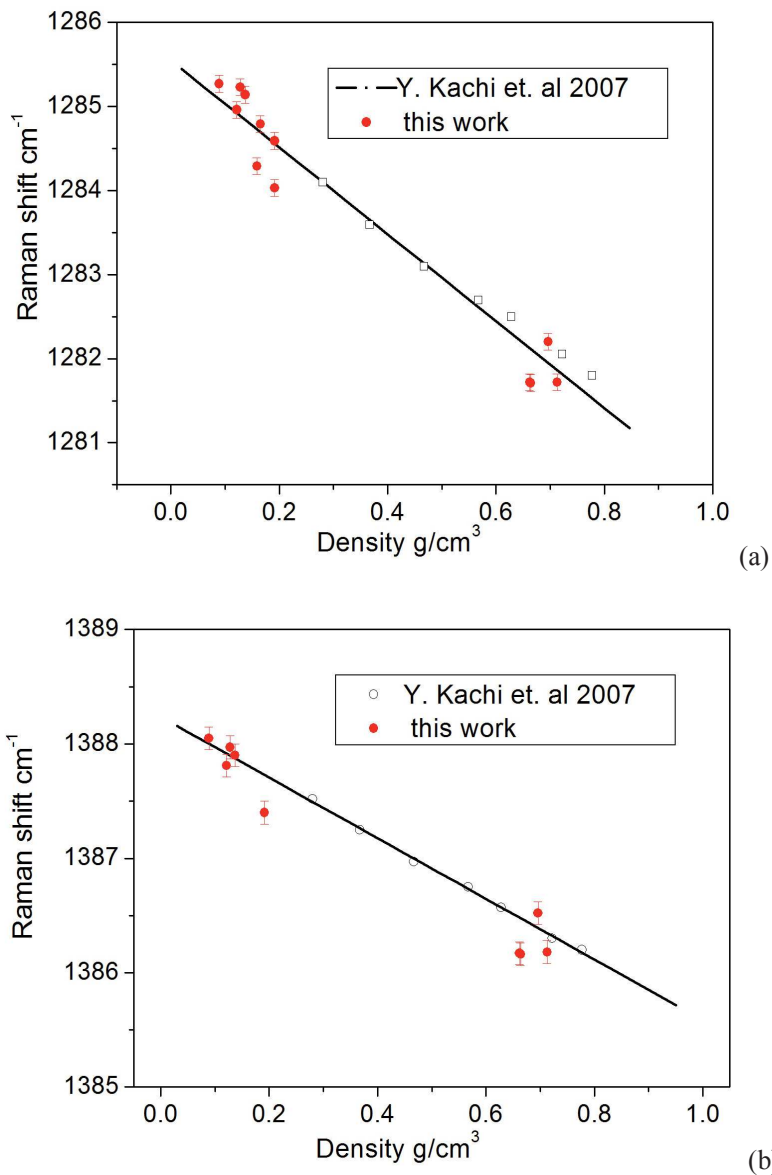 1286
1285
1284
1283
1282
1281
Raman shift cm-1
Y. Kachi et. al 2007
this work
0.0 0.2 0.4 0.6 0.8 1.0
Density g/cm3
(a)
1389
1388
1387
1386
1385
Raman shift cm-1
Y. Kachi et. al 2007
this work
0.0 0.2 0.4 0.6 0.8 1.0
Density g/cm3
(b)